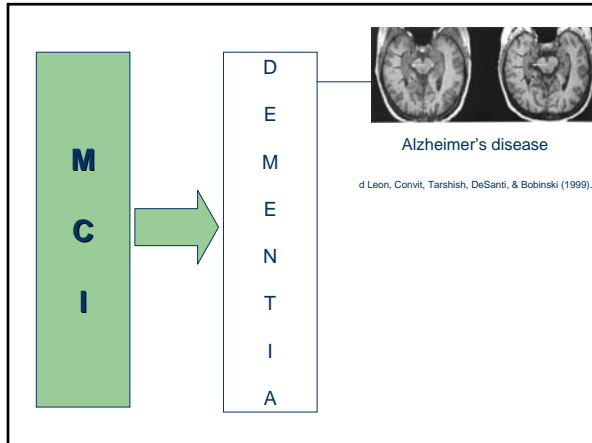 M
C
I
D
E
M
E
N
T
I
A
Alzheimer’s disease
d Leon, Convit, Tarshish, DeSanti, & Bobinski (1999).